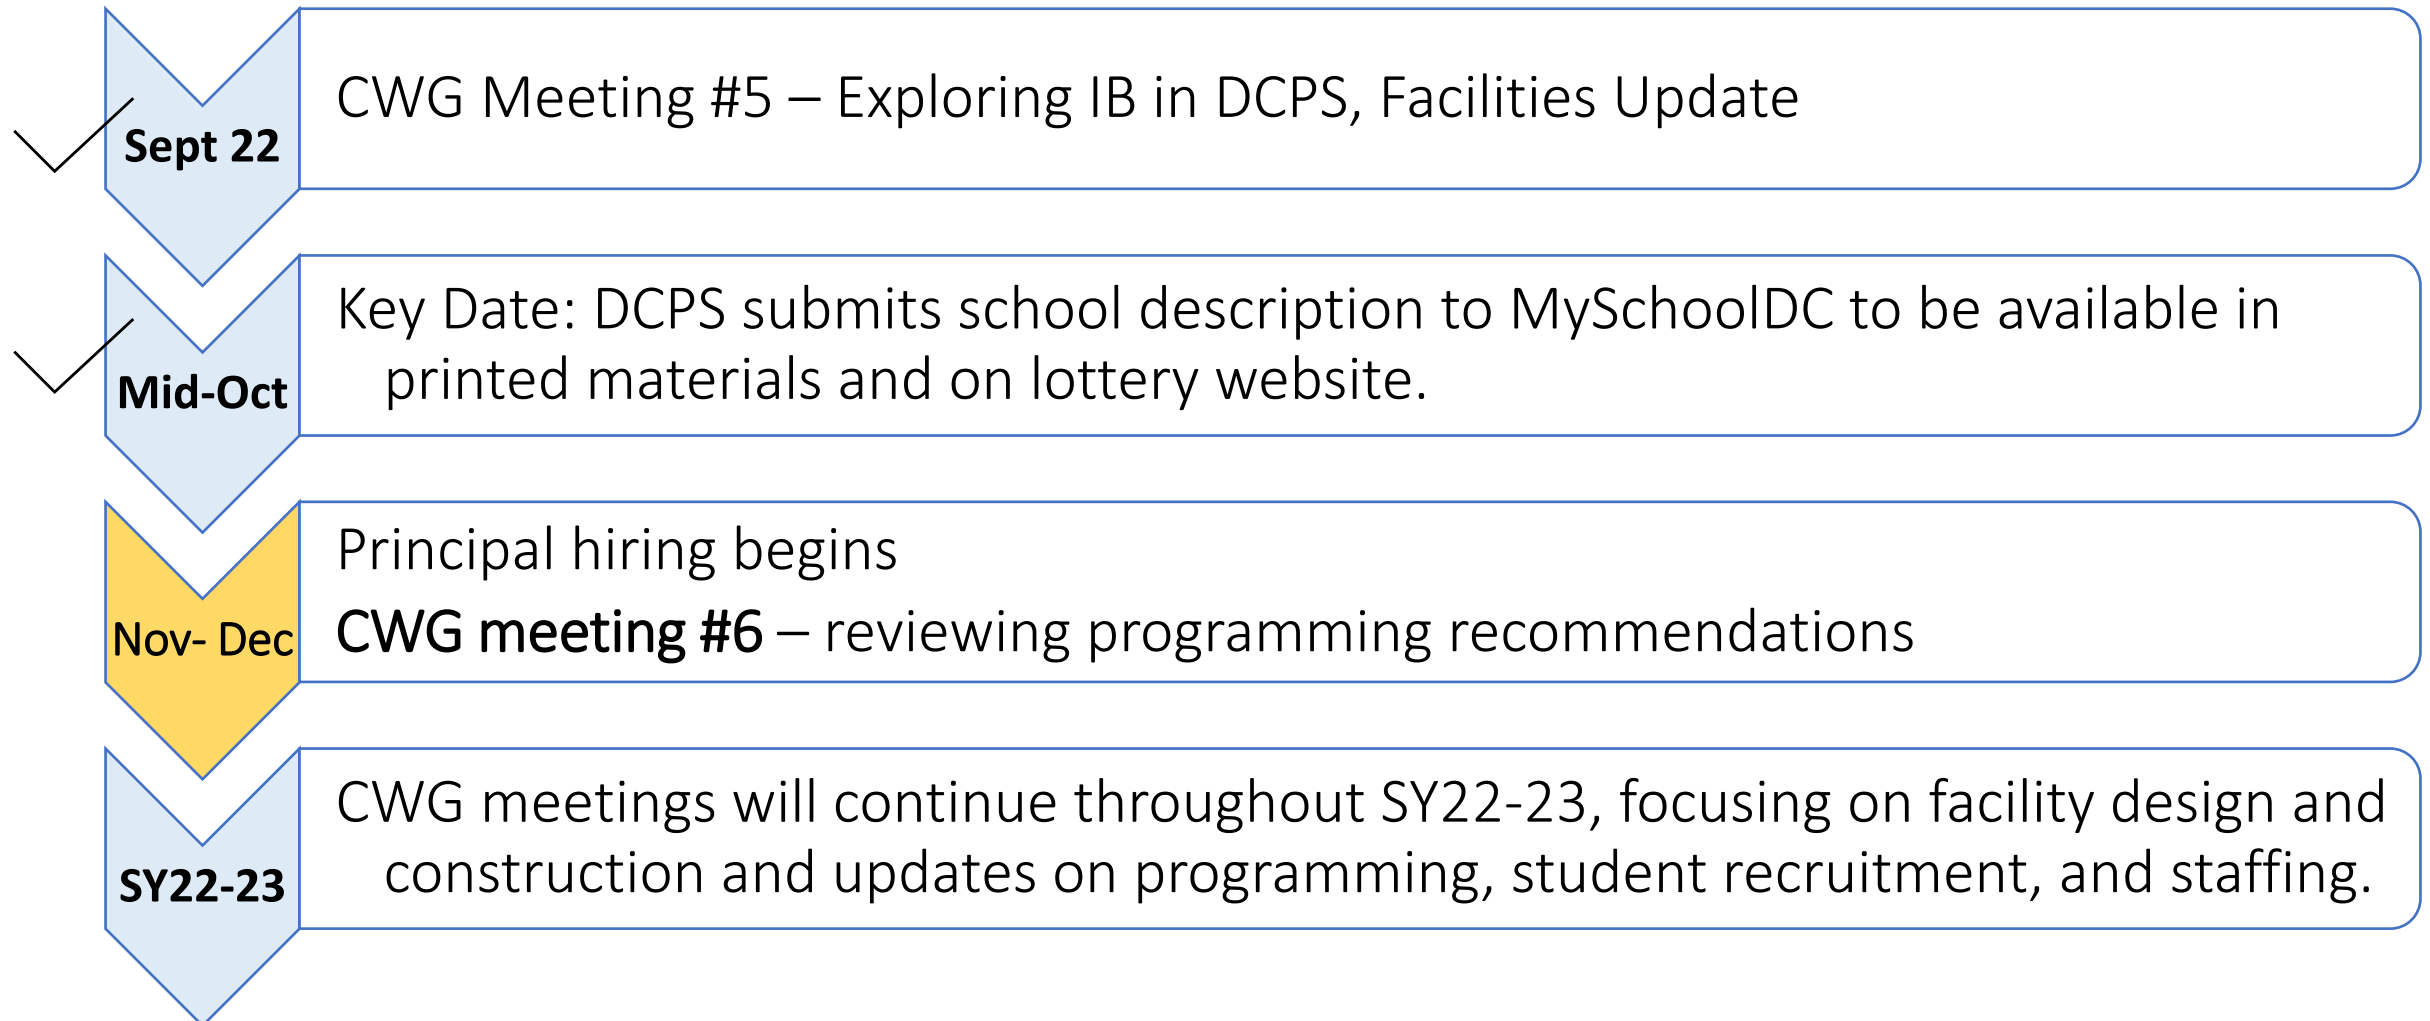 Sept 22
CWG Meeting #5 – Exploring IB in DCPS, Facilities Update
Mid-Oct
Key Date: DCPS submits school description to MySchoolDC to be available in
printed materials and on lottery website.
Nov- Dec
Principal hiring begins
CWG meeting #6 – reviewing programming recommendations
SY22-23
CWG meetings will continue throughout SY22-23, focusing on facility design and
construction and updates on programming, student recruitment, and staffing.